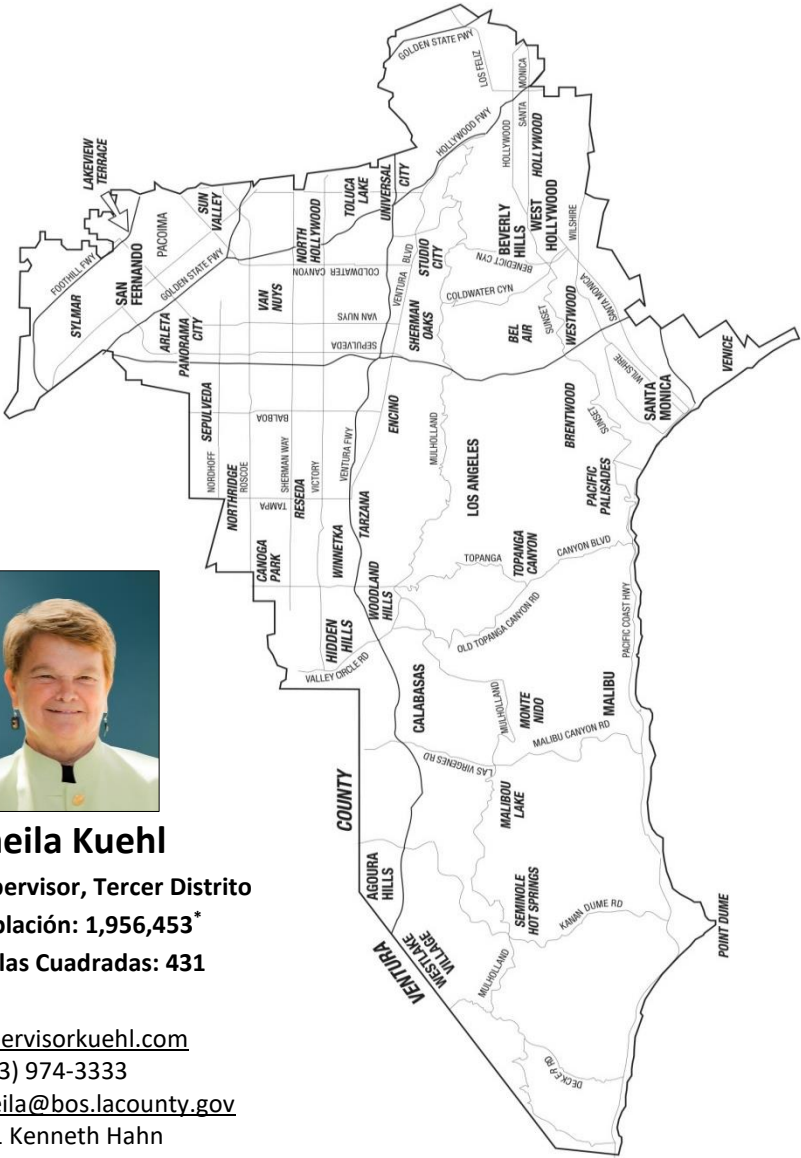 GOLDEN STATE FWY
LOS FELIZ
SANTA MONICA
HOLLYWOOD
HOLLYWOOD FWY
LAKEVIEW
TERRACE
FOOTHILL FWY
SYLMAR
SAN
FERNANDO
PACOIMA
SUN
VALLEY
GOLDEN STATE FWY
ARLETA
PANORAMA
CITY
VAN
NUYS
NORTH
HOLLYWOOD
TOLUCA
LAKE
UNIVERSAL
CITY
COLDWATER CANYON
VAN NUYS
SEPULVEDA
VENTURA BLVD
STUDIO
CITY
SHERMAN
OAKS
COLDWATER CYN
BENEDICT CYN
BEVERLY
HILLS
WEST
HOLLYWOOD
HOLLYWOOD
WILSHIRE
BEL
AIR
SUNSET
WESTWOOD
SANTA MONICA
SEPULVEDA
NORDHOFF
BALBOA
NORTHRIDGE
ROSCOE
SHERMAN WAY
RESEDA
VICTORY
VENTURA FWY
TAMPA
ENCINO
TARZANA
MULHOLLAND
LOS ANGELES
BRENTWOOD
SUNSET
WILSHIRE
SANTA
MONICA
VENICE
PACIFIC
PALISADES
CANOGA
PARK
WINNETKA
WOODLAND
HILLS
HIDDEN
HILLS
VALLEY CIRCLE RD
TOPANGA
TOPANGA
CANYON
CANYON BLVD
OLD TOPANGA CANYON RD
PACIFIC COAST HWY
CALABASAS
MULHOLLAND
MONTE
NIDO
MALIBU
MALIBU CANYON RD
LAS VIRGENES RD
COUNTY
MALIBOU
LAKE
AGOURA
HILLS
SEMINOLE
HOT SPRINGS
KANAN DUME RD
POINT DUME
VENTURA
WESTLAKE
VILLAGE
MULHOLLAND
DECKER RD
eila Kuehl
pervisor, Tercer Distrito
blación: 1,956,453*
las Cuadradas: 431
ervisorkuehl.com
3) 974-3333
eila@bos.lacounty.gov
Kenneth Hahn